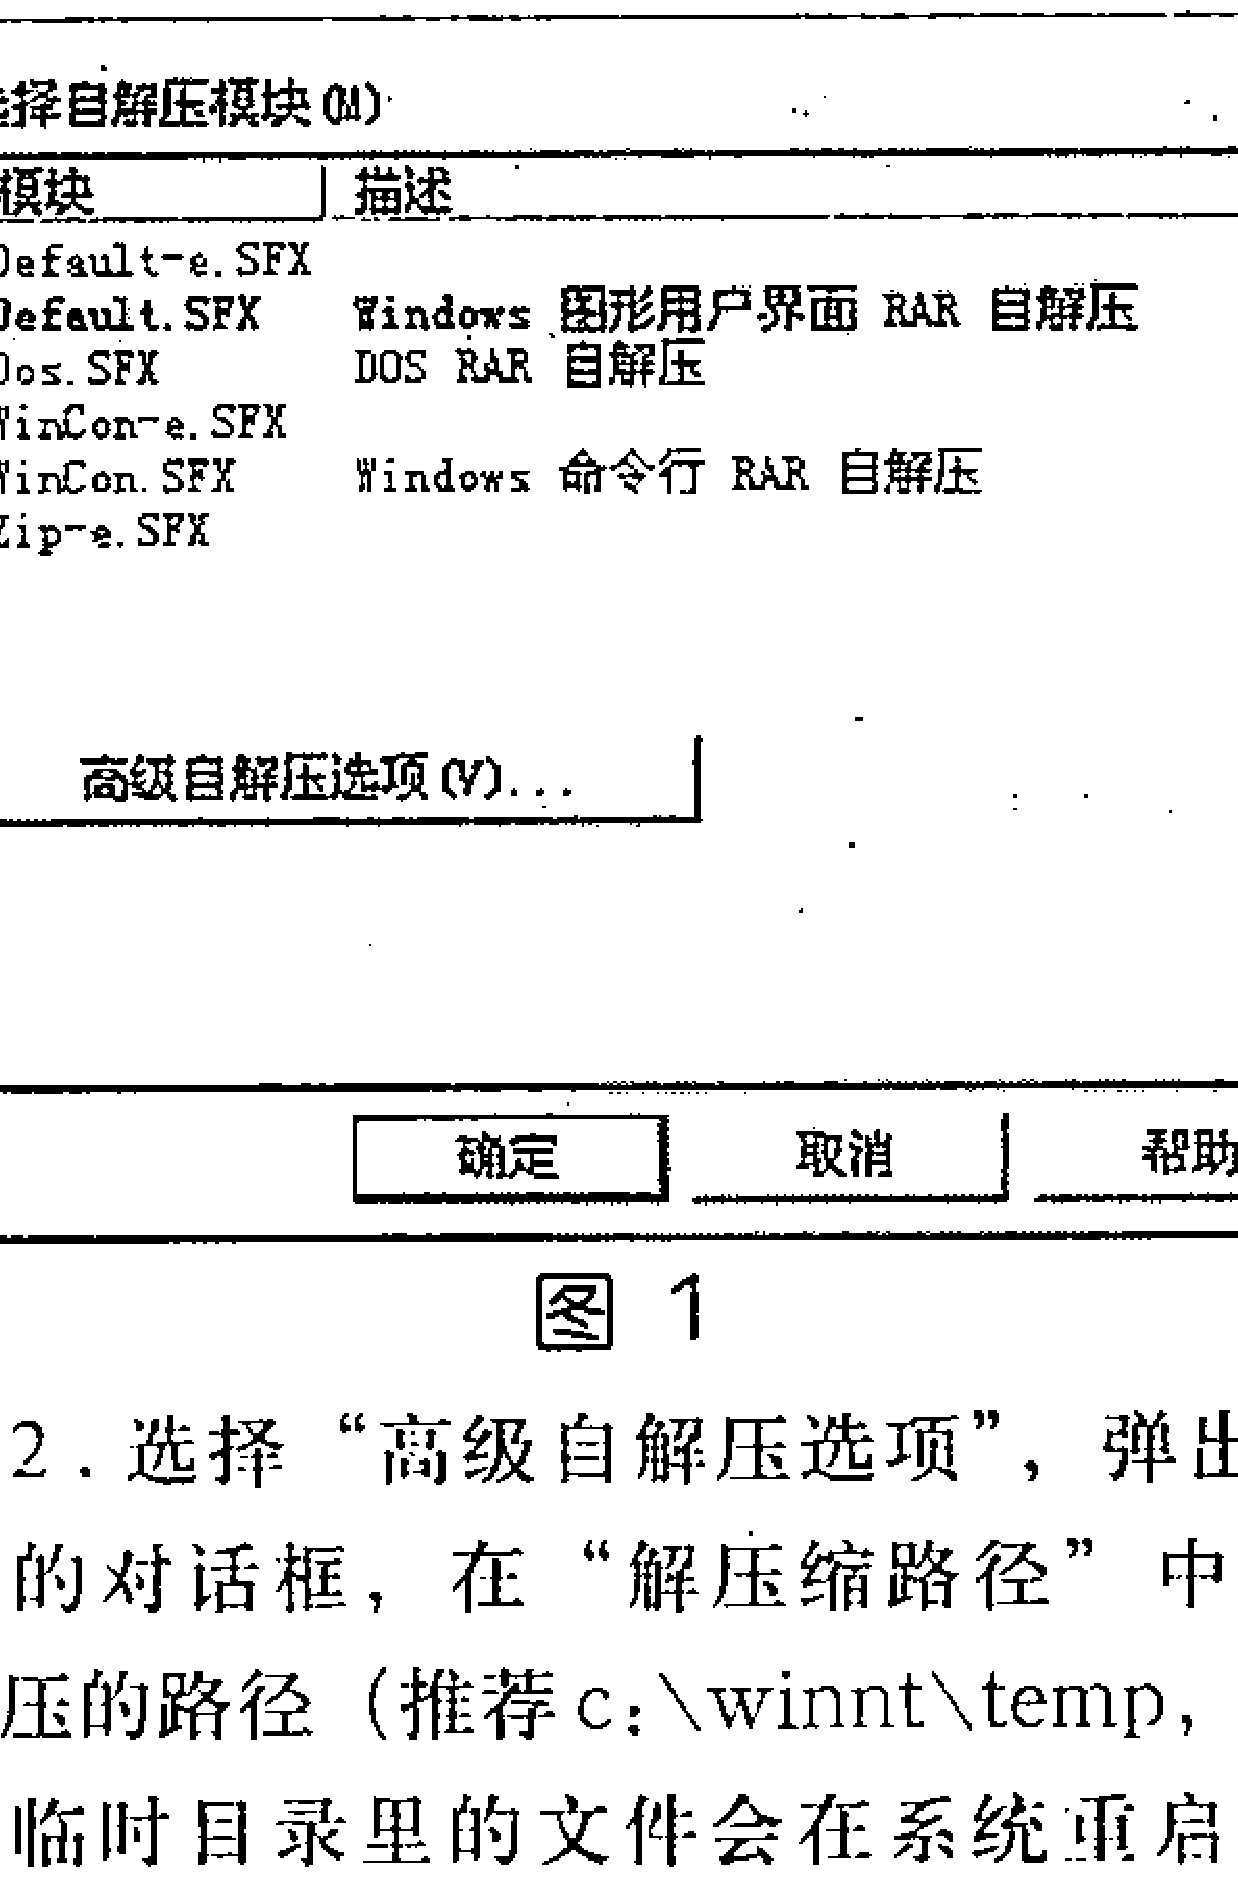 择自解压模块(M)
模块 描述
Default-e.SFX
Default.SFX Windows 图形用户界面 RAR 自解压
Dos.SFX DOS RAR 自解压
WinCon-e.SFX
WinCon.SFX Windows 命令行 RAR 自解压
Zip-e.SFX
高级自解压选项(V)...
确定 取消 帮助
图 1
2.选择“高级自解压选项”，弹出
的对话框，在“解压缩路径”中
压的路径（推荐c:\winnt\temp，
临时目录里的文件会在系统重启